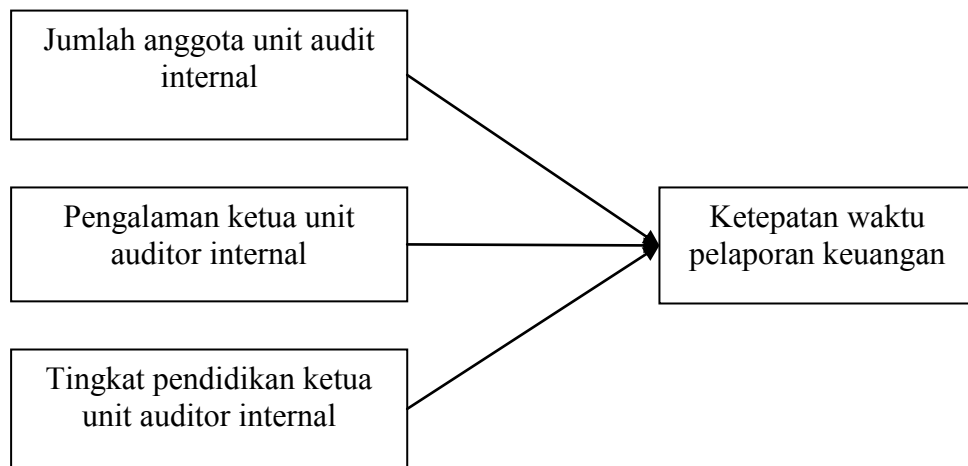 Jumlah anggota unit audit
internal
Pengalaman ketua unit
auditor internal
Tingkat pendidikan ketua
unit auditor internal
Ketepatan waktu
pelaporan keuangan